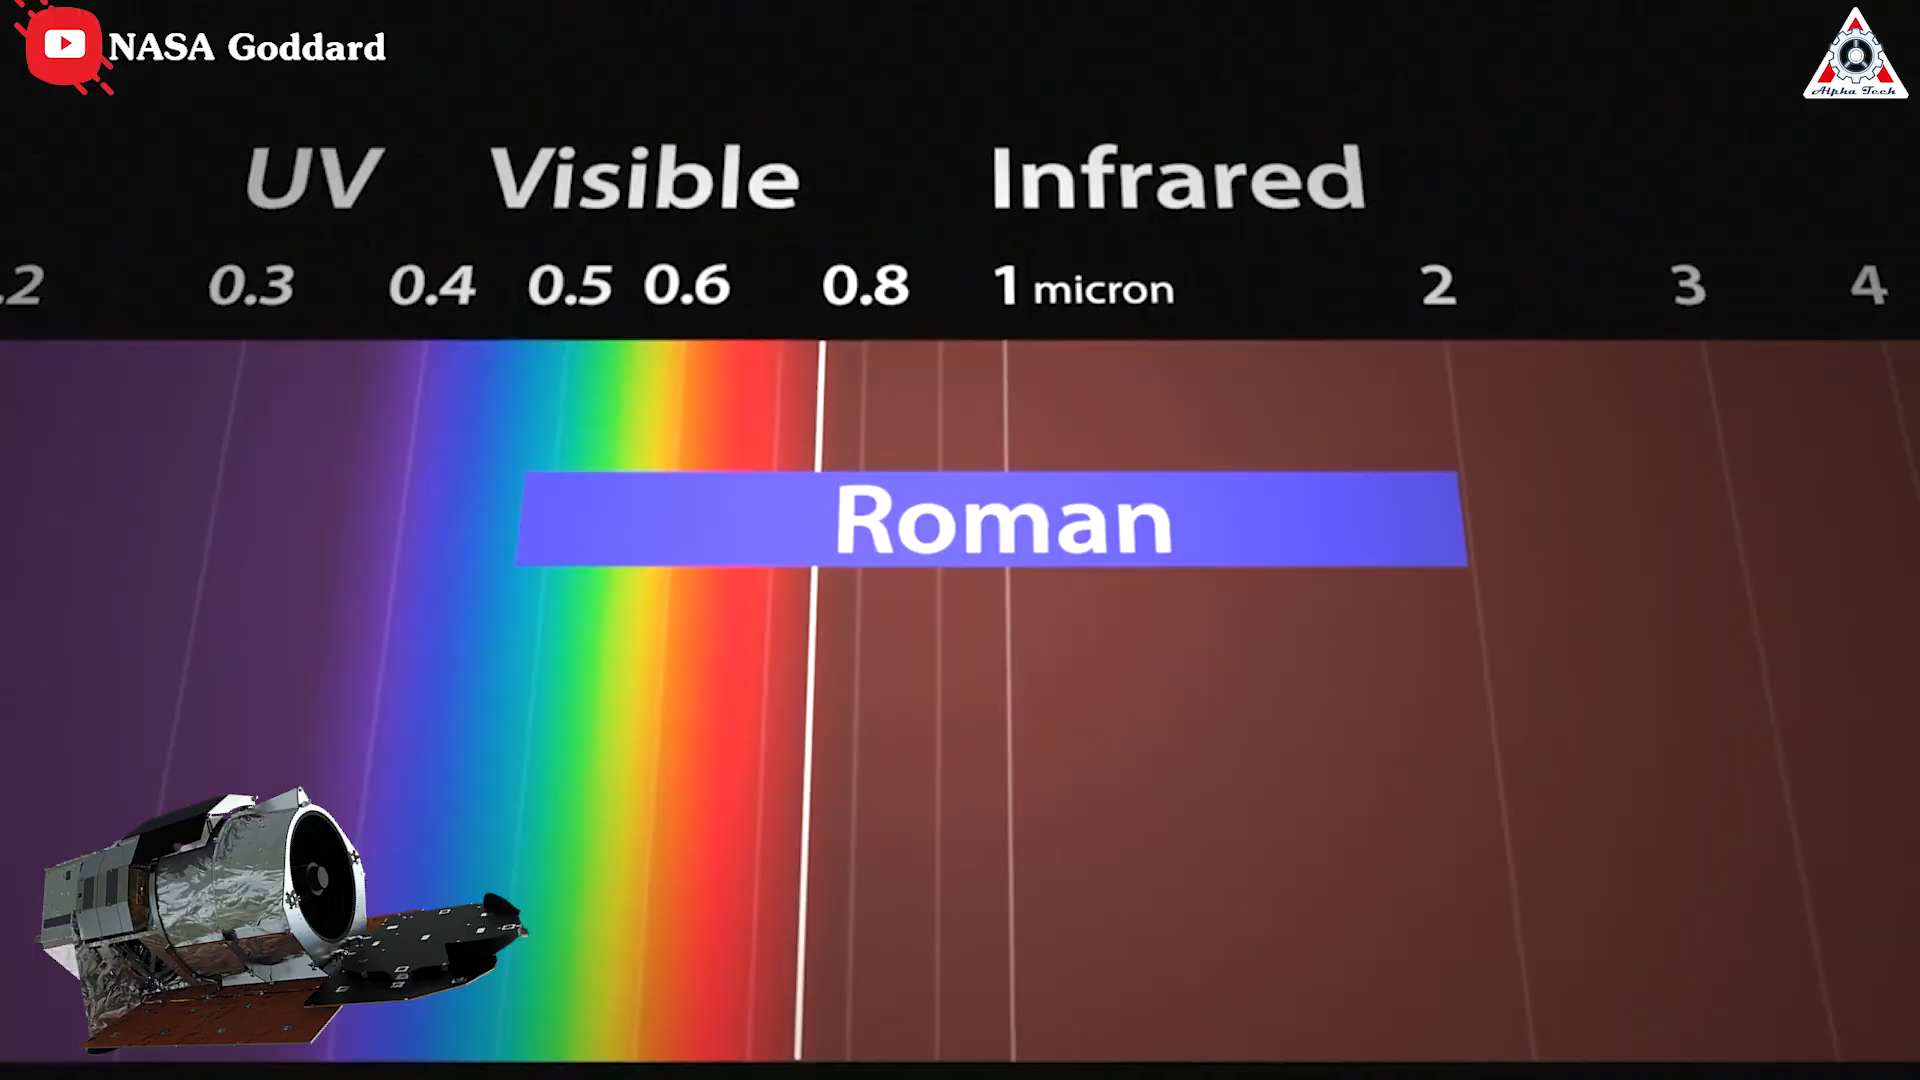 NASA Goddard
Alpha Tech
UV Visible Infrared
.2 0.3 0.4 0.5 0.6 0.8 1 micron 2 3 4
Roman